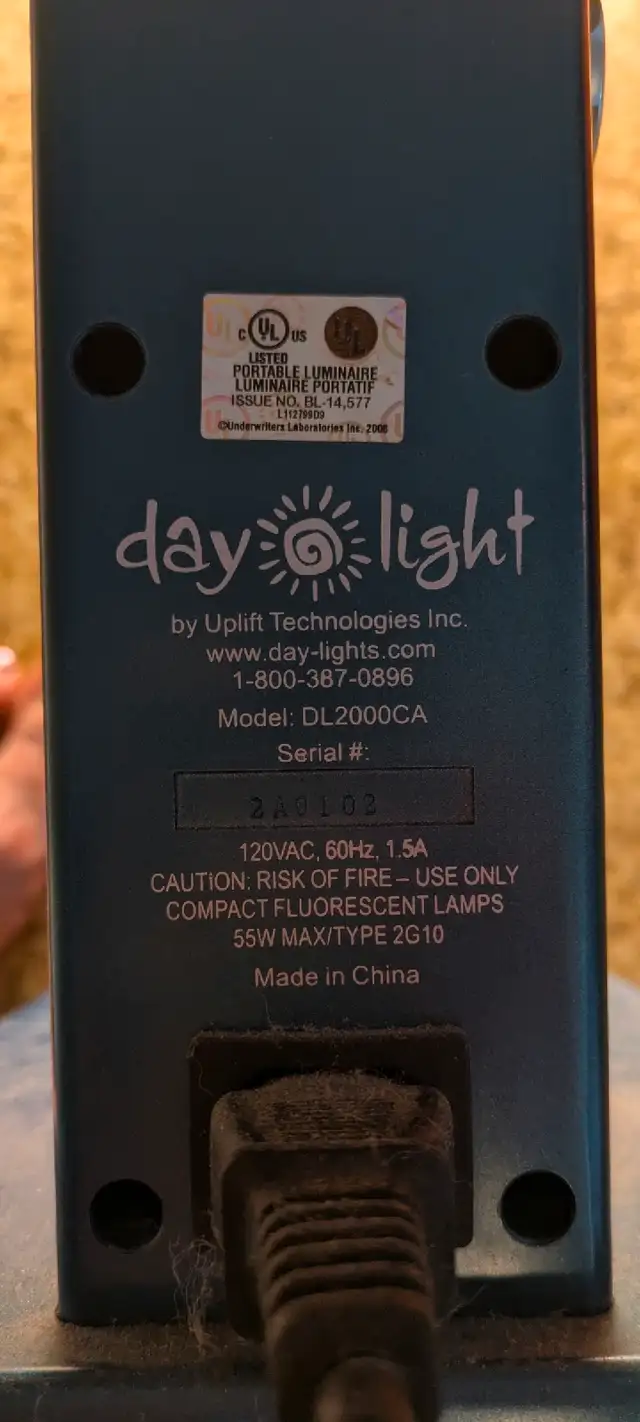 C UL US UL
LISTED
PORTABLE LUMINAIRE
LUMINAIRE PORTATIF
ISSUE NO. BL-14,577
L112799D9
©Underwriters Laboratories Inc. 2008
day light
by Uplift Technologies Inc.
www.day-lights.com
1-800-387-0896
Model: DL2000CA
Serial #:
2A0102
120VAC, 60Hz, 1.5A
CAUTION: RISK OF FIRE – USE ONLY
COMPACT FLUORESCENT LAMPS
55W MAX/TYPE 2G10
Made in China